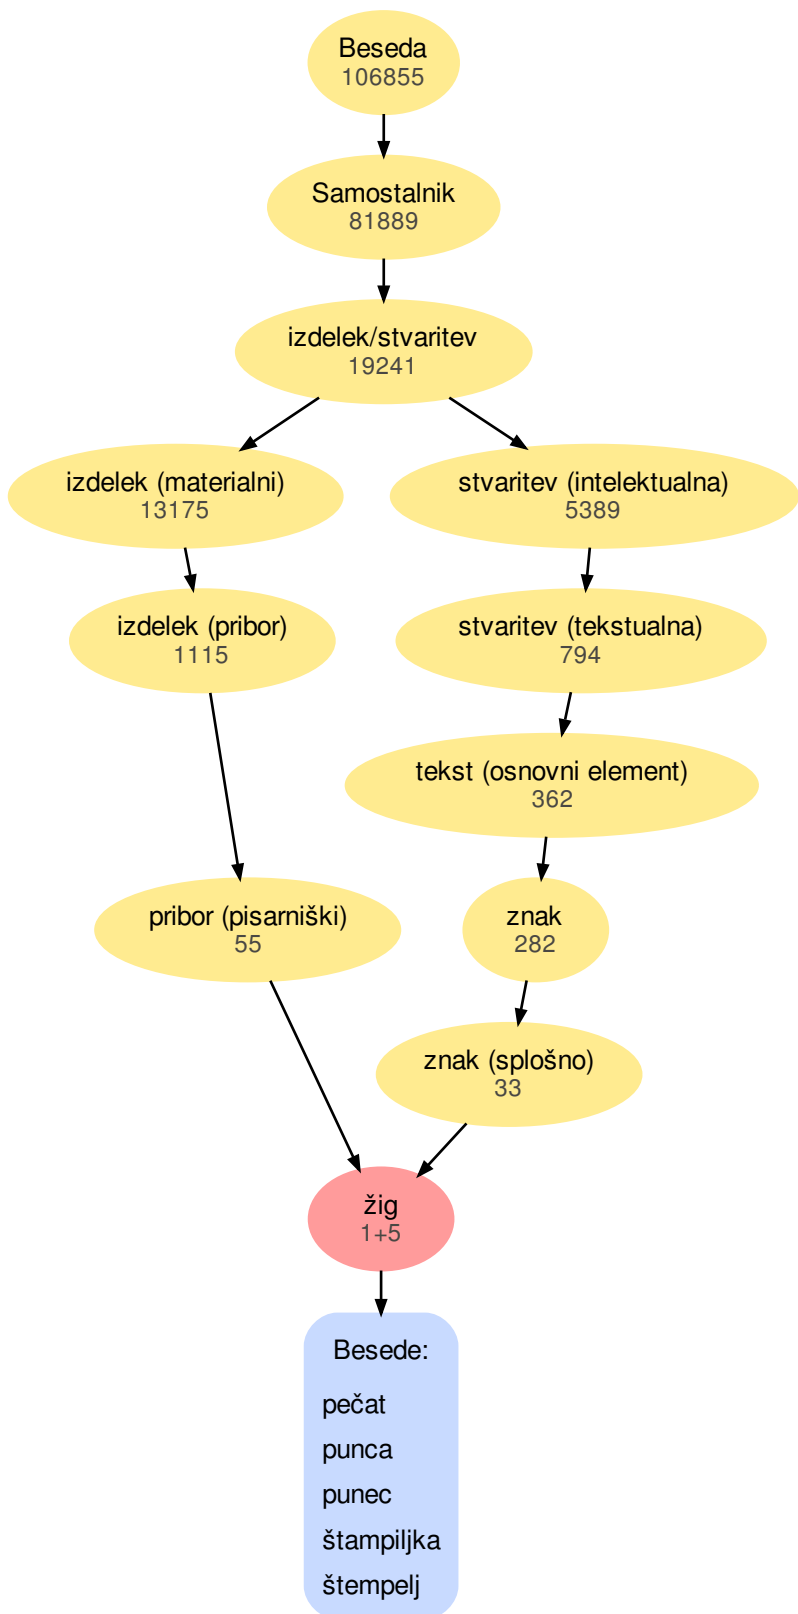 Beseda
106855
Samostalnik
81889
izdelek/stvaritev
19241
izdelek (materialni)
13175
stvaritev (intelektualna)
5389
izdelek (pribor)
1115
stvaritev (tekstualna)
794
tekst (osnovni element)
362
pribor (pisarniški)
55
znak
282
znak (splošno)
33
žig
1+5
Besede:
pečat
punca
punec
štampiljka
štempelj